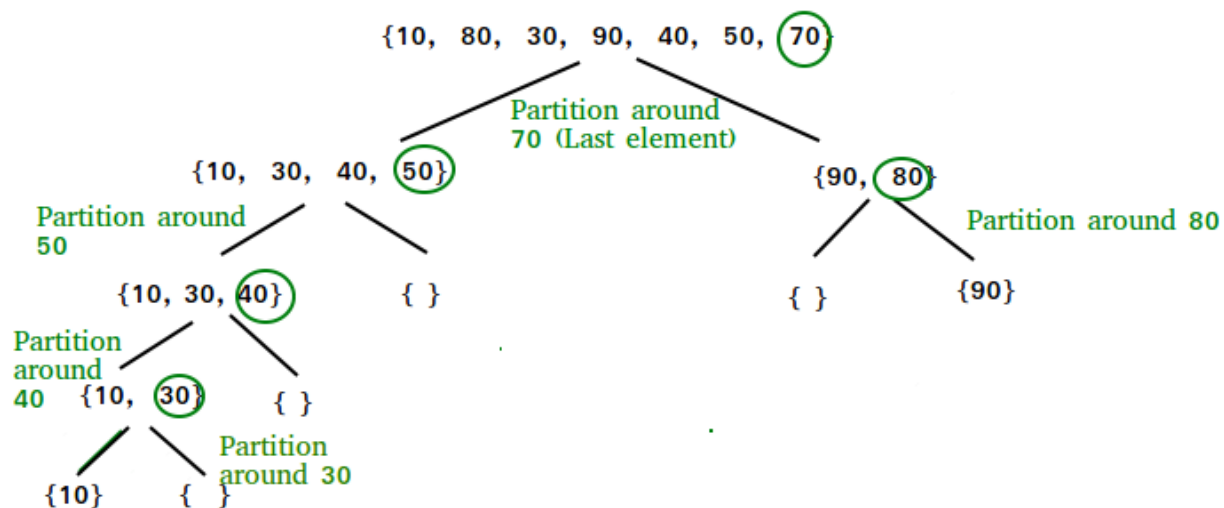 {10, 80, 30, 90, 40, 50, 70}
Partition around
70 (Last element)
{10, 30, 40, 50}
{90, 80}
Partition around
50
Partition around 80
{10, 30, 40}
{ }
{ }
{90}
Partition
around
40
{10, 30}
{ }
Partition
around 30
{10}
{ }